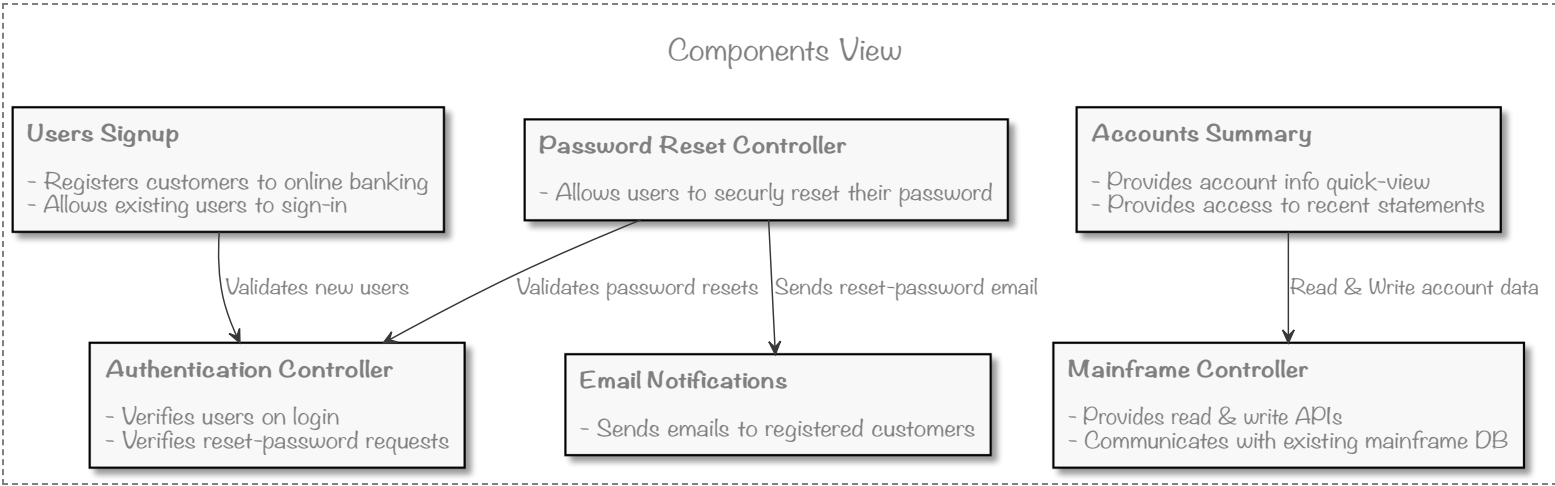 Components View
Users Signup
- Registers customers to online banking
- Allows existing users to sign-in
Password Reset Controller
- Allows users to securly reset their password
Accounts Summary
- Provides account info quick-view
- Provides access to recent statements
Validates new users
Validates password resets
Sends reset-password email
Read & Write account data
Authentication Controller
- Verifies users on login
- Verifies reset-password requests
Email Notifications
- Sends emails to registered customers
Mainframe Controller
- Provides read & write APIs
- Communicates with existing mainframe DB